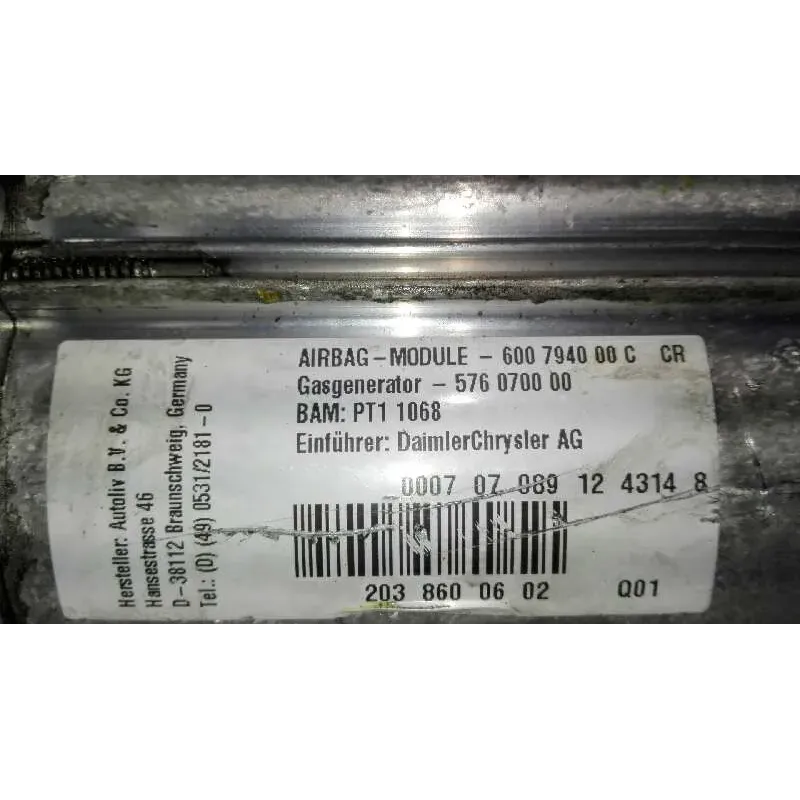 Hersteller: Autoliv B.V. & Co. KG
Hansestrasse 46
D-38112 Braunschweig, Germany
Tel.: (D) (49) 0531/2181-0
AIRBAG-MODULE - 600 7940 00 C CR
Gasgenerator - 576 0700 00
BAM: PT1 1068
Einführer: DaimlerChrysler AG
0007 07 089 12 4314 8
203 860 06 02 Q01